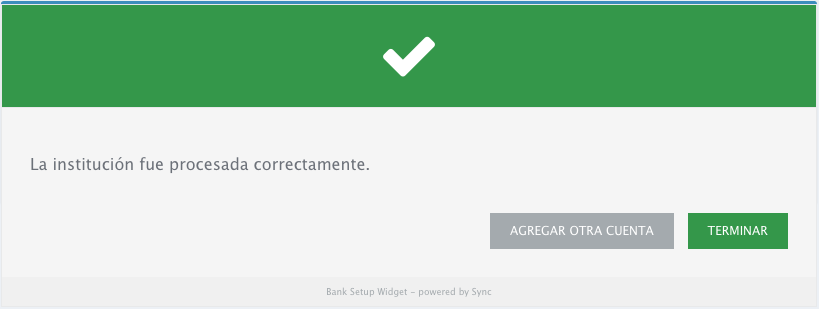 La institución fue procesada correctamente.
AGREGAR OTRA CUENTA
TERMINAR
Bank Setup Widget – powered by Sync